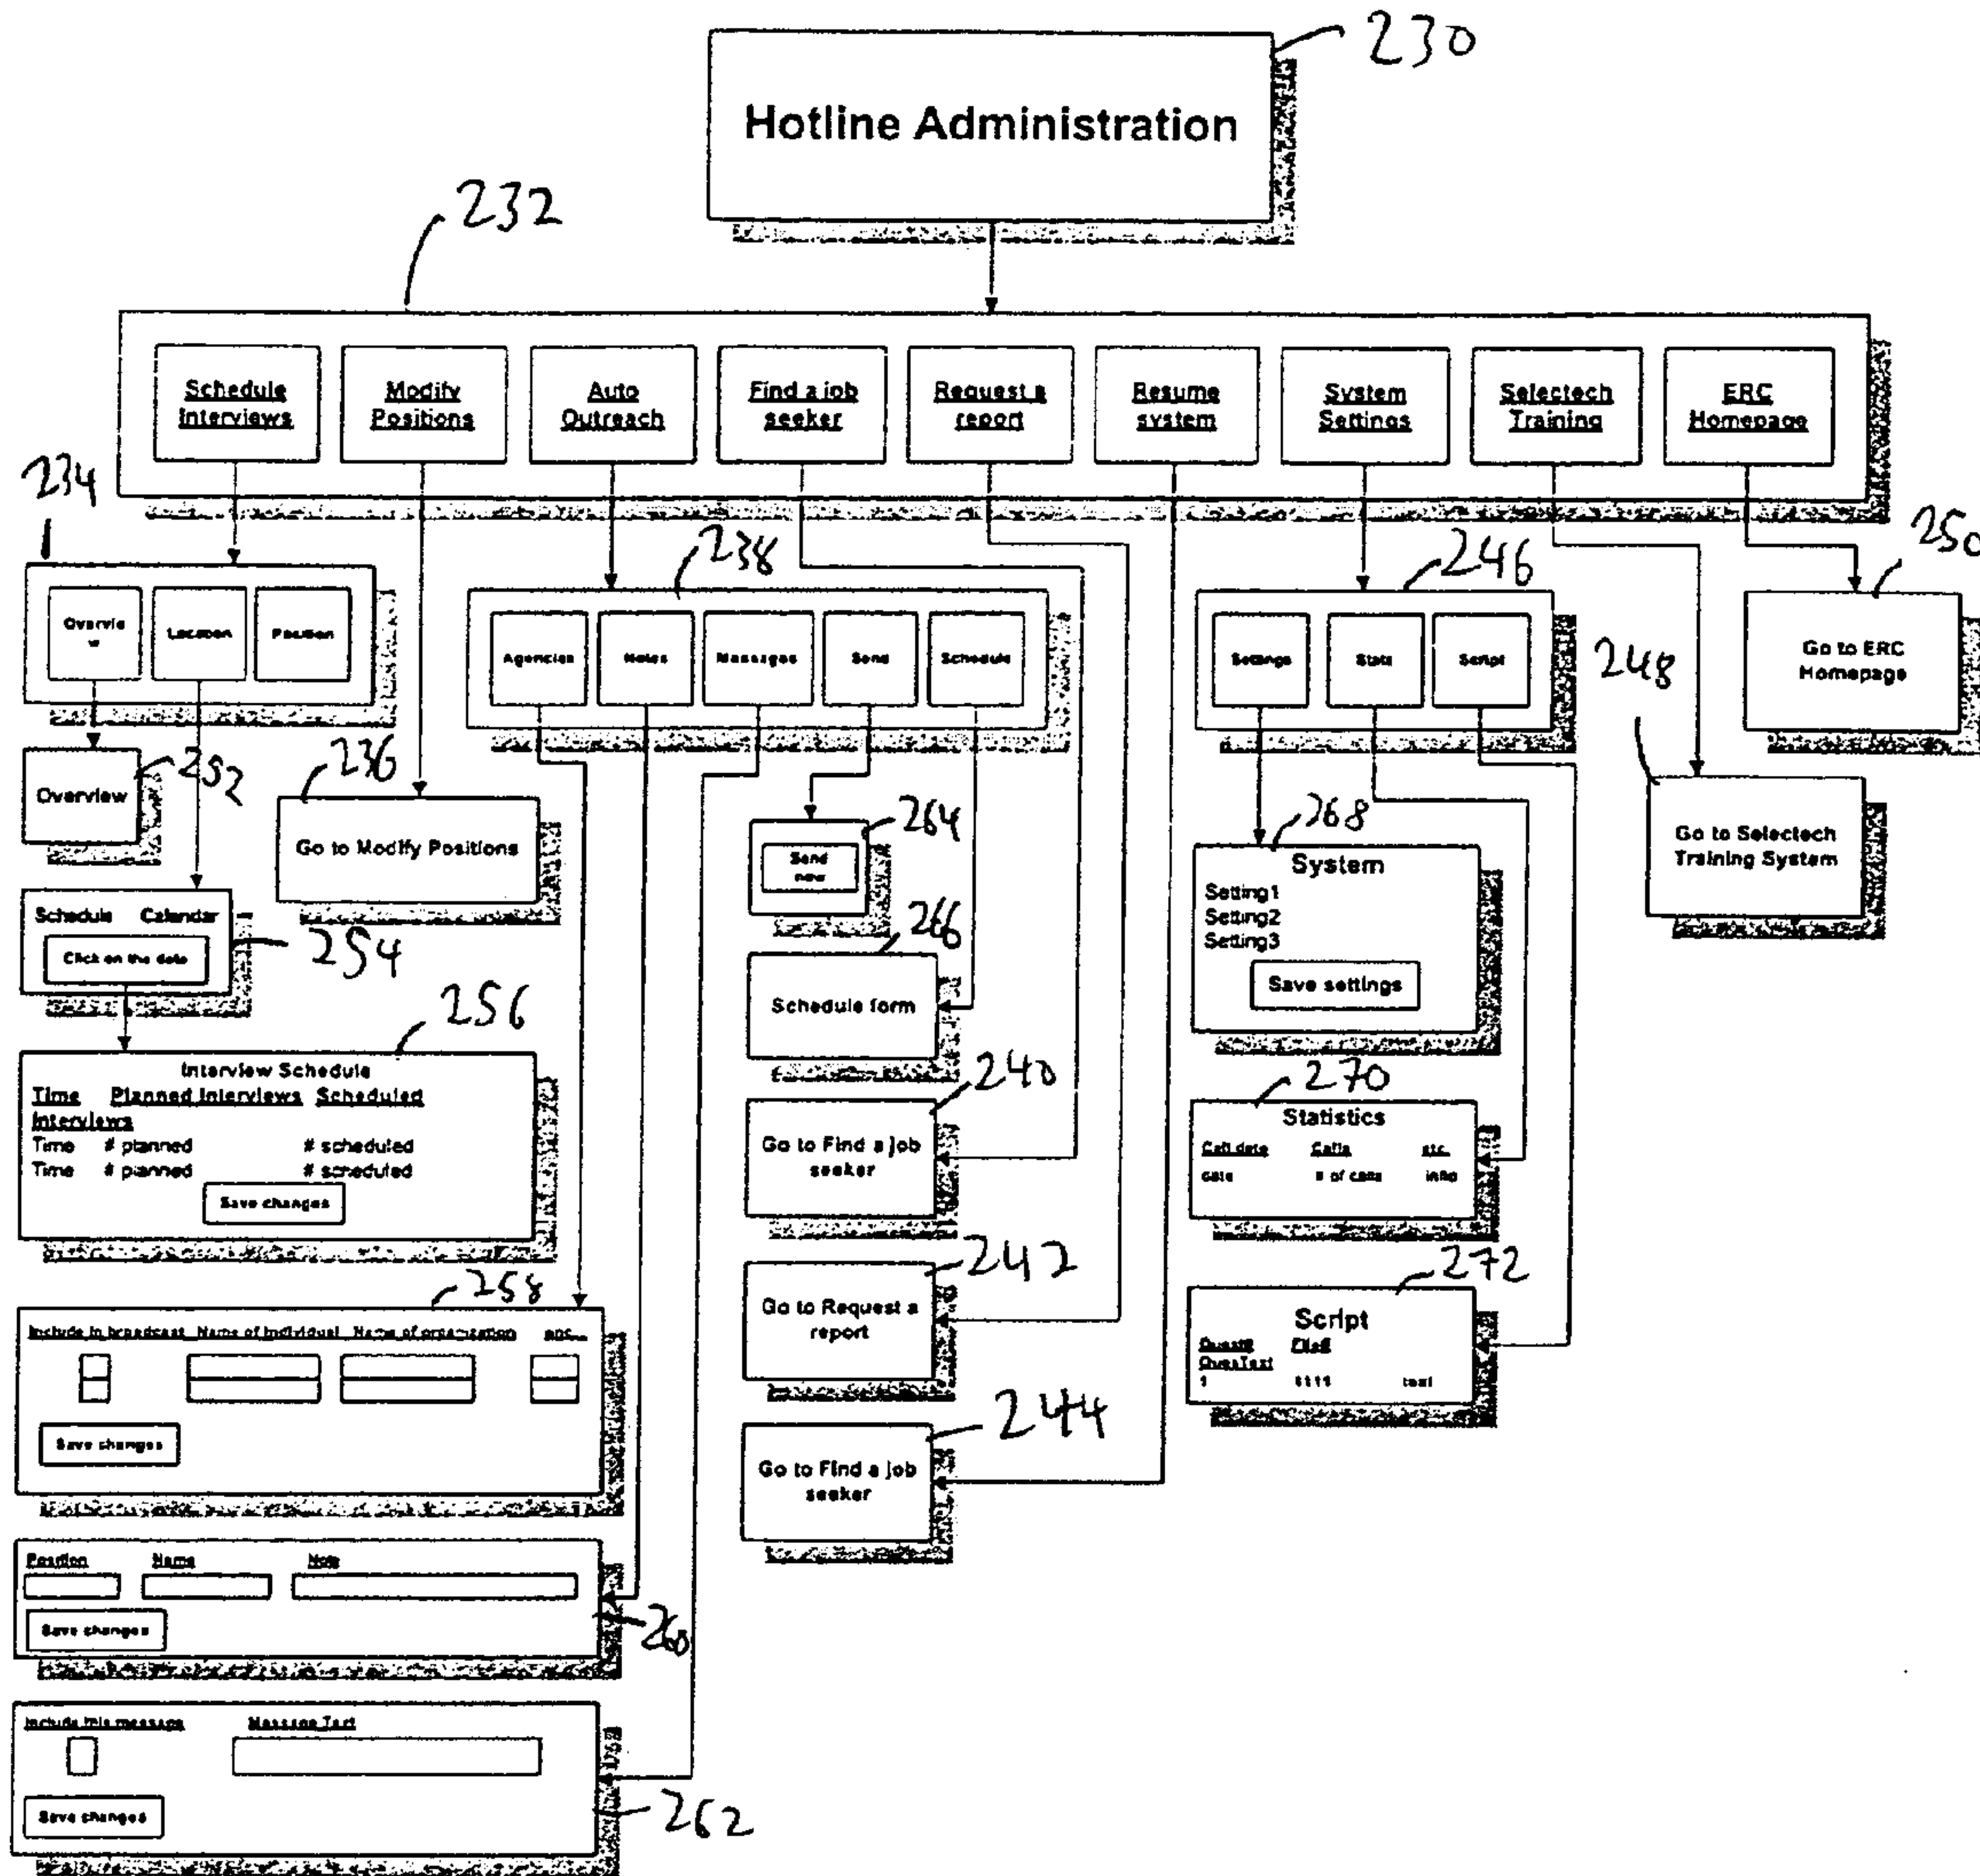 230
Hotline Administration
232
Schedule
Interviews
Modify
Positions
Auto
Outreach
Find a job
seeker
Request a
report
Resume
system
System
Settings
Selectech
Training
ERC
Homepage
234
Overvie
w
Location
Position
238
Agencies
Notes
Messages
Send
Schedule
246
Settings
Stats
Script
248
250
Go to ERC
Homepage
252
Overview
236
Go to Modify Positions
264
Send
now
268
System
Setting1
Setting2
Setting3
Save settings
Go to Selectech
Training System
Schedule Calendar
Click on the date
254
266
Schedule form
256
Interview Schedule
Time Planned Interviews Scheduled
Interviews
Time # planned # scheduled
Time # planned # scheduled
Save changes
240
Go to Find a job
seeker
270
Statistics
Call date Calls etc.
date # of calls info
258
Include in broadcast Name of Individual Name of organization
Save changes
242
Go to Request a
report
272
Script
Quest# File#
QuesText
1 1111 text
244
Go to Find a job
seeker
Position Name Note
Save changes
260
Include this message Message Text
Save changes
262